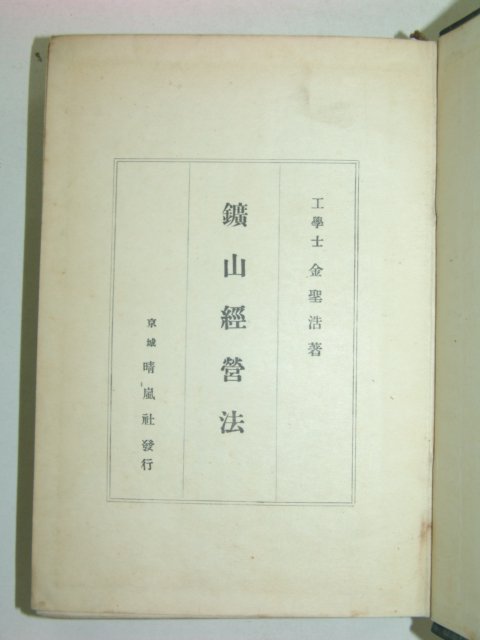 工學士 金聖浩著
鑛山經營法
京城 晴嵐社發行